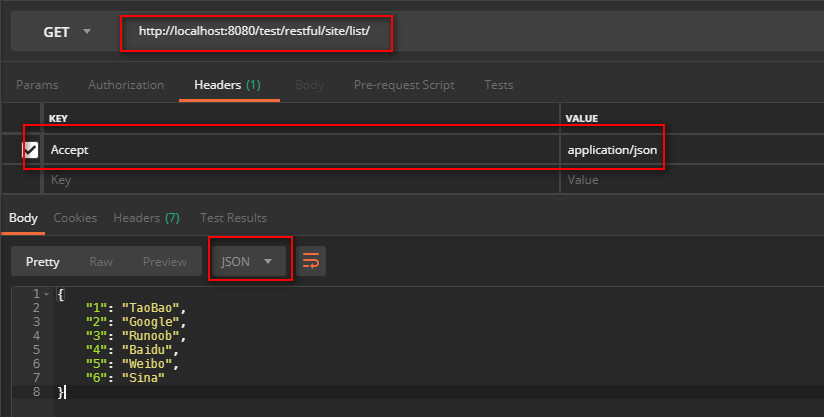 GET http://localhost:8080/test/restful/site/list/
Params Authorization Headers (1) Body Pre-request Script Tests
KEY VALUE
Accept application/json
Key Value
Body Cookies Headers (7) Test Results
Pretty Raw Preview JSON
1 {
2 "1": "TaoBao",
3 "2": "Google",
4 "3": "Runoob",
5 "4": "Baidu",
6 "5": "Weibo",
7 "6": "Sina"
8 }